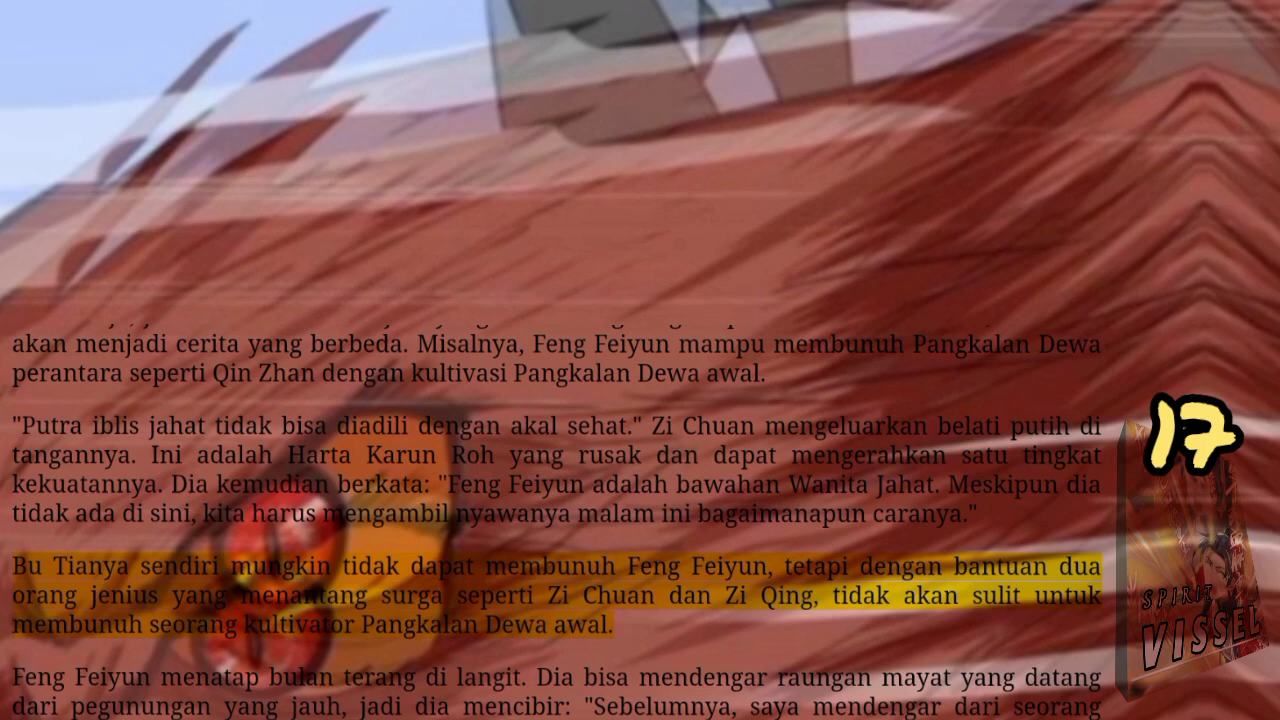 akan menjadi cerita yang berbeda. Misalnya, Feng Feiyun mampu membunuh Pangkalan Dewa
perantara seperti Qin Zhan dengan kultivasi Pangkalan Dewa awal.
"Putra iblis jahat tidak bisa diadili dengan akal sehat." Zi Chuan mengeluarkan belati putih di
tangannya. Ini adalah Harta Karun Roh yang rusak dan dapat mengerahkan satu tingkat
kekuatannya. Dia kemudian berkata: "Feng Feiyun adalah bawahan Wanita Jahat. Meskipun dia
tidak ada di sini, kita harus mengambil nyawanya malam ini bagaimanapun caranya."
Bu Tianya sendiri mungkin tidak dapat membunuh Feng Feiyun, tetapi dengan bantuan dua
orang jenius yang menantang surga seperti Zi Chuan dan Zi Qing, tidak akan sulit untuk
membunuh seorang kultivator Pangkalan Dewa awal.
Feng Feiyun menatap bulan terang di langit. Dia bisa mendengar raungan mayat yang datang
dari pegunungan yang jauh, jadi dia mencibir: "Sebelumnya, saya mendengar dari seorang
17
SPIRIT
VISSEL